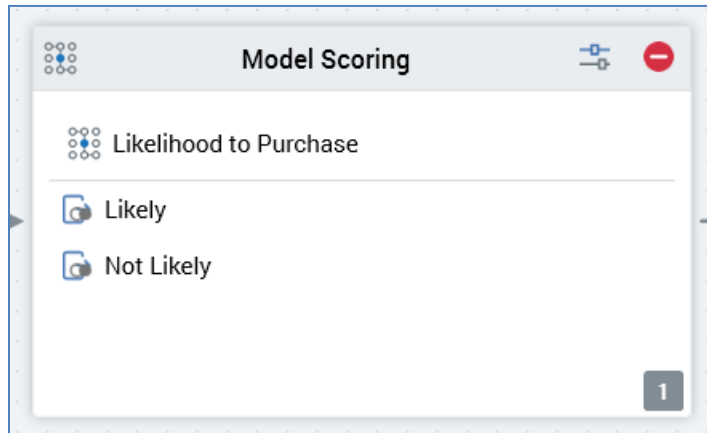 Model Scoring
Likelihood to Purchase
Likely
Not Likely
1